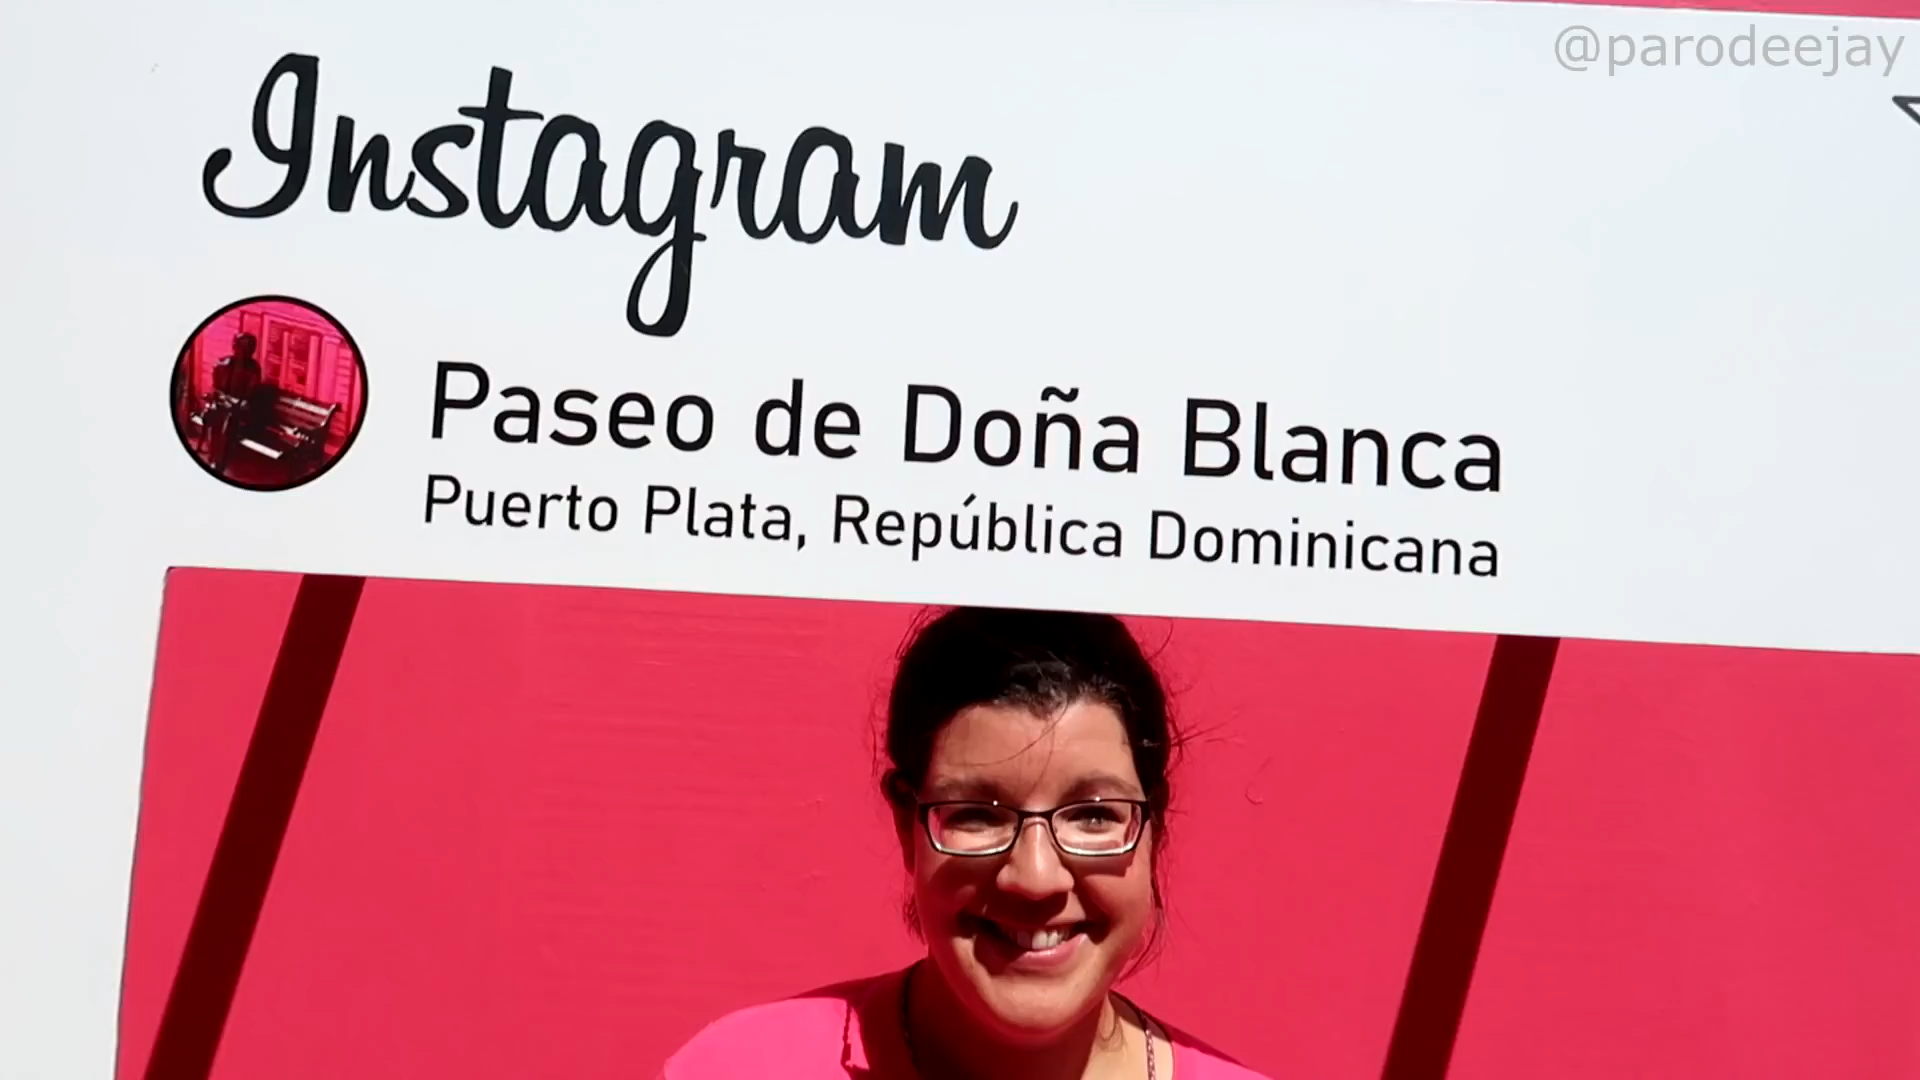 @parodeejay
Instagram
Paseo de Doña Blanca
Puerto Plata, República Dominicana